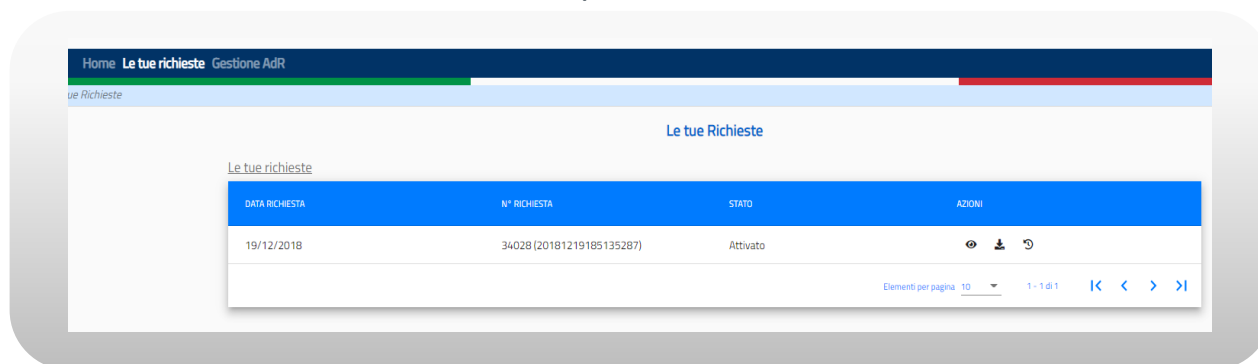 Home Le tue richieste Gestione AdR
ue Richieste
Le tue Richieste
Le tue richieste
DATA RICHIESTA N° RICHIESTA STATO AZIONI
19/12/2018 34028 (20181219185135287) Attivato
Elementi per pagina 10 1 - 1 di 1